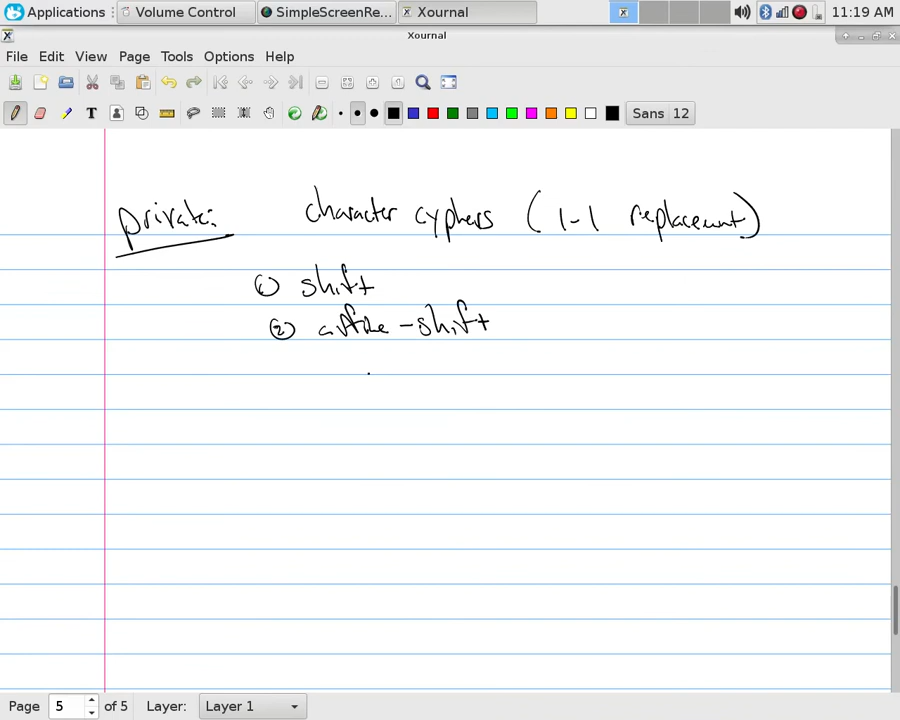 Applications Volume Control SimpleScreenRe... Xournal 11:19 AM
Xournal
File Edit View Page Tools Options Help
T Sans 12
private: character cyphers (1-1 replacement)
① shift
② affine-shift
Page 5 of 5 Layer: Layer 1